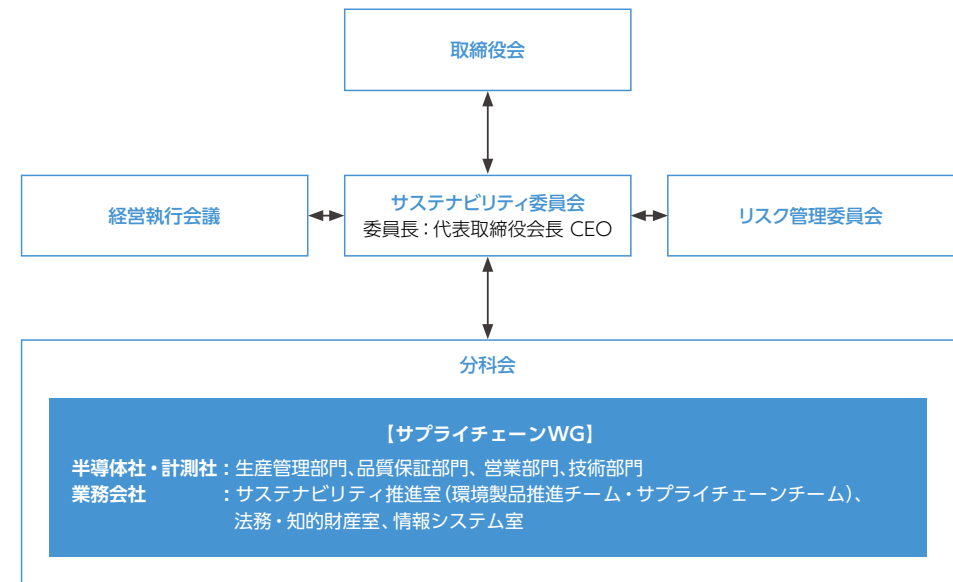 取締役会
経営執行会議
サステナビリティ委員会
委員長：代表取締役会長 CEO
リスク管理委員会
分科会
【サプライチェーンWG】
半導体社・計測社：生産管理部門、品質保証部門、営業部門、技術部門
業務会社　　　　：サステナビリティ推進室（環境製品推進チーム・サプライチェーンチーム）、
法務・知的財産室、情報システム室